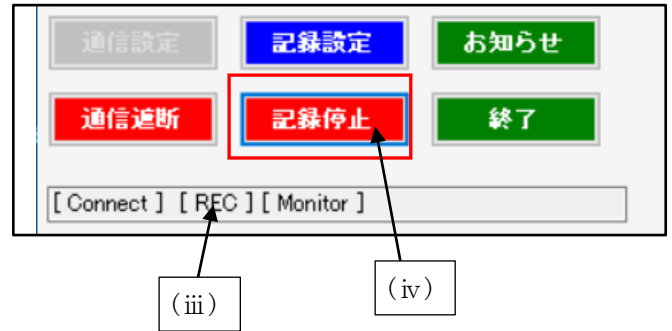 通信設定 記録設定 お知らせ
通信遮断 記録停止 終了
[ Connect ] [ REC ] [ Monitor ]
(ⅲ) (ⅳ)